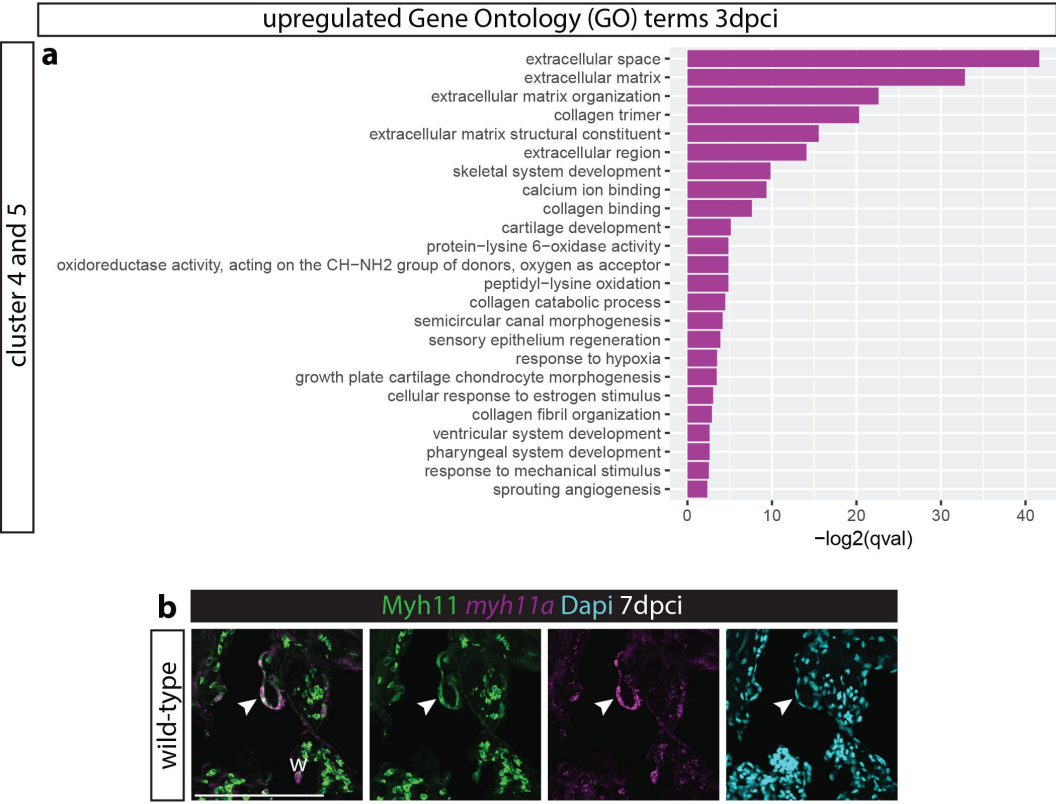 upregulated Gene Ontology (GO) terms 3dpci
cluster 4 and 5
a
extracellular space
extracellular matrix
extracellular matrix organization
collagen trimer
extracellular matrix structural constituent
extracellular region
skeletal system development
calcium ion binding
collagen binding
cartilage development
protein−lysine 6−oxidase activity
oxidoreductase activity, acting on the CH−NH2 group of donors, oxygen as acceptor
peptidyl−lysine oxidation
collagen catabolic process
semicircular canal morphogenesis
sensory epithelium regeneration
response to hypoxia
growth plate cartilage chondrocyte morphogenesis
cellular response to estrogen stimulus
collagen fibril organization
ventricular system development
pharyngeal system development
response to mechanical stimulus
sprouting angiogenesis
0 10 20 30 40
−log2(qval)
b
Myh11 myh11a Dapi 7dpci
wild-type
W